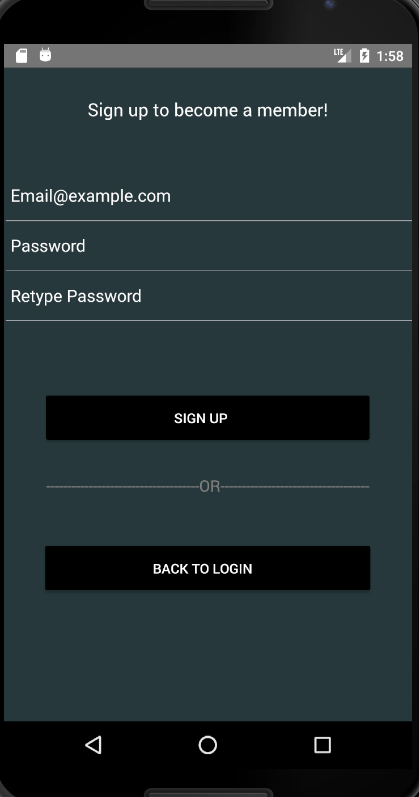 LTE 1:58
Sign up to become a member!
Email@example.com
Password
Retype Password
SIGN UP
OR
BACK TO LOGIN